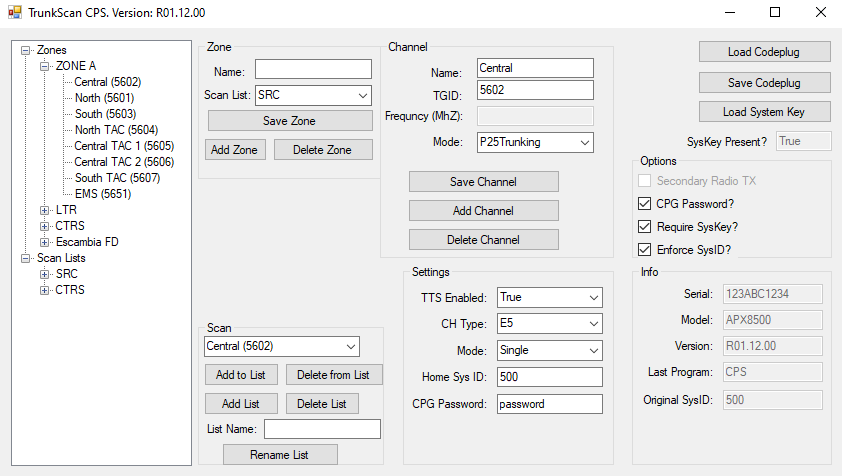 TrunkScan CPS. Version: R01.12.00
Zones
ZONE A
Central (5602)
North (5601)
South (5603)
North TAC (5604)
Central TAC 1 (5605)
Central TAC 2 (5606)
South TAC (5607)
EMS (5651)
LTR
CTRS
Escambia FD
Scan Lists
SRC
CTRS
Zone
Name:
Scan List: SRC
Save Zone
Add Zone Delete Zone
Scan
Central (5602)
Add to List Delete from List
Add List Delete List
List Name:
Rename List
Channel
Name: Central
TGID: 5602
Frequncy (MhZ):
Mode: P25Trunking
Save Channel
Add Channel
Delete Channel
Settings
TTS Enabled: True
CH Type: E5
Mode: Single
Home Sys ID: 500
CPG Password: password
Load Codeplug
Save Codeplug
Load System Key
SysKey Present? True
Options
Secondary Radio TX
CPG Password?
Require SysKey?
Enforce SysID?
Info
Serial: 123ABC1234
Model: APX8500
Version: R01.12.00
Last Program: CPS
Original SysID: 500